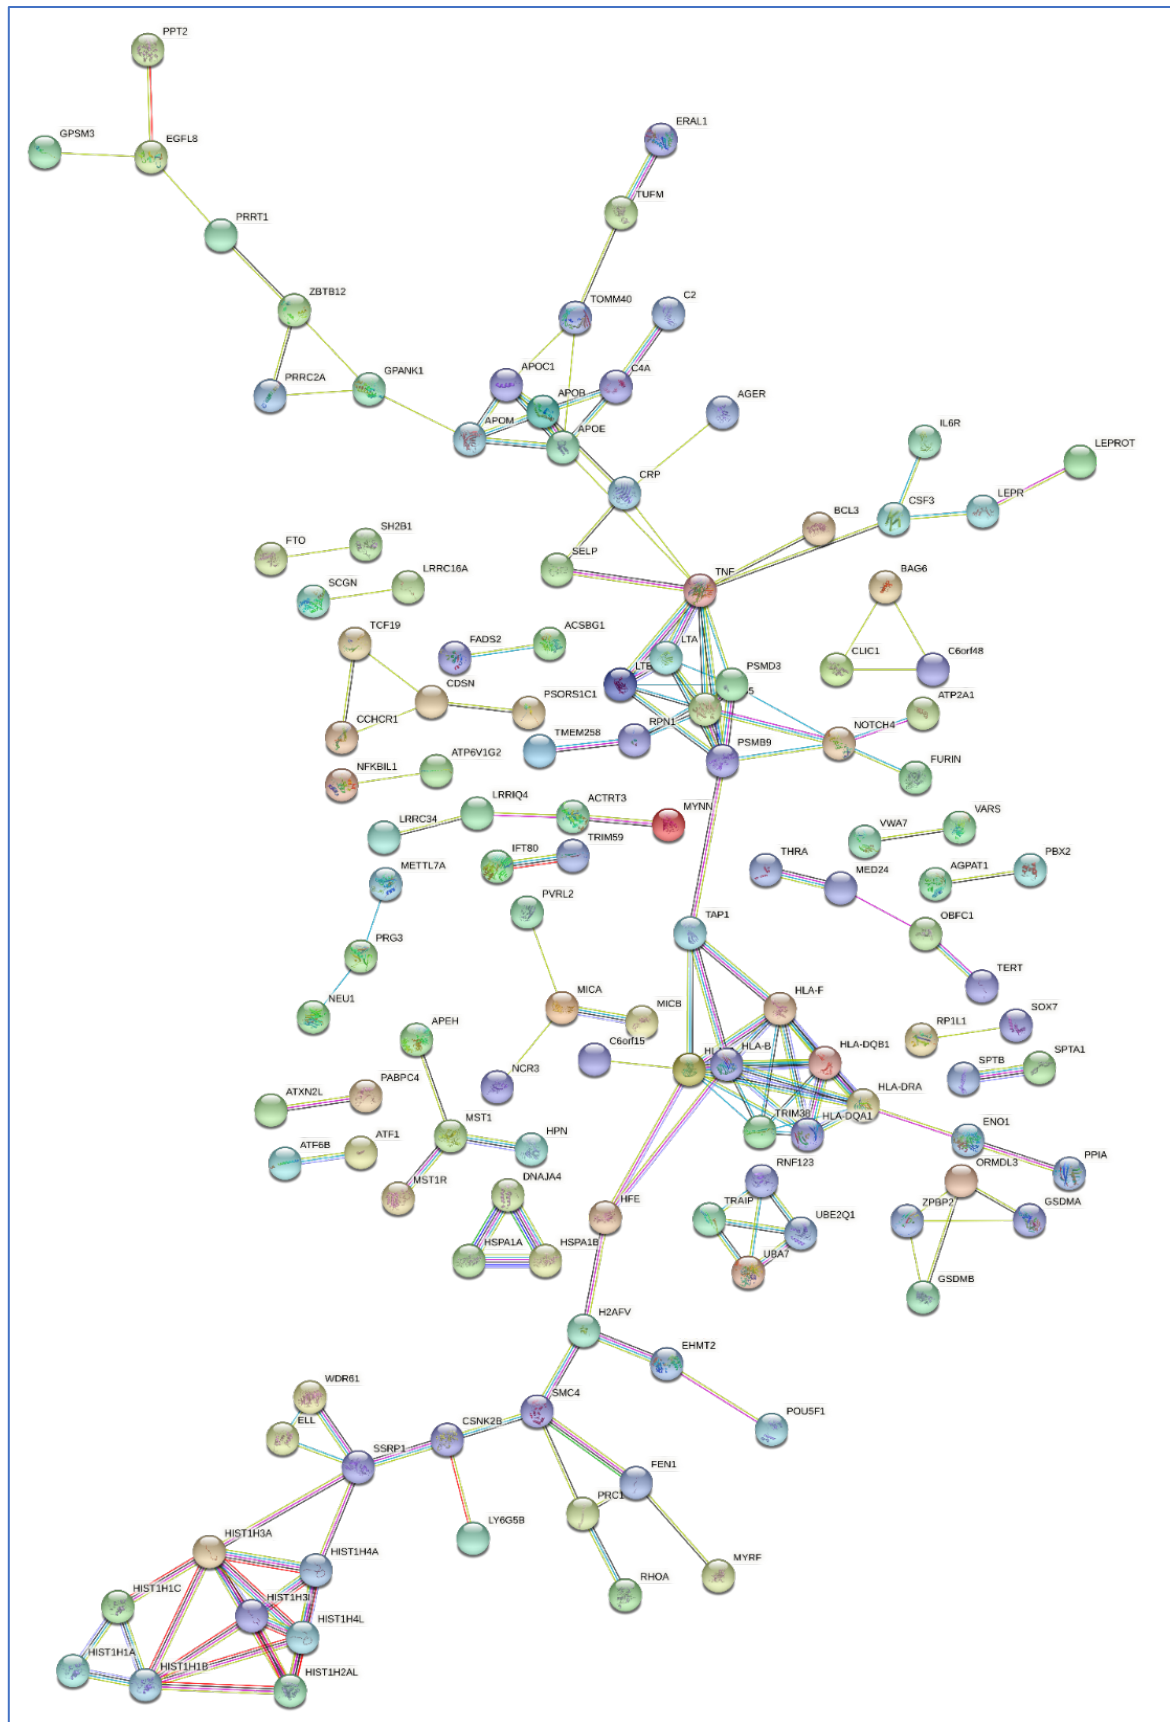 PPT2
GPSM3
EGFL8
ERAL1
TUFM
PRRT1
ZBTB12
TOMM40
C2
PRRC2A
GPANK1
APOC1
APOB
C4A
APOM
APOE
AGER
CRP
IL6R
LEPROT
CSF3
LEPR
BCL3
SELP
TNF
BAG6
FTO
SH2B1
SCGN
LRRC16A
TCF19
FADS2
ACSBG1
LTA
LTB
PSMD3
CLIC1
C6orf48
CDSN
PSORS1C1
CCHCR1
TMEM258
RPN1
PSMB9
NOTCH4
ATP2A1
FURIN
NFKBIL1
ATP6V1G2
LRRC34
LRRIQ4
ACTRT3
MYNN
VWA7
VARS
IFT80
TRIM59
THRA
MED24
AGPAT1
PBX2
METTL7A
PVRL2
TAP1
OBFC1
PRG3
TERT
NEU1
MICA
MICB
HLA-F
RP1L1
SOX7
APEH
NCR3
C6orf15
HLA-B
HLA-DQB1
SPTB
SPTA1
ATXN2L
PABPC4
MST1
HPN
TRIM38
HLA-DQA1
HLA-DRA
ENO1
PPIA
ATF6B
ATF1
MST1R
DNAJA4
HFE
RNF123
TRAIP
UBE2Q1
UBA7
ORMDL3
ZPBP2
GSDMA
GSDMB
HSPA1A
HSPA1B
H2AFV
EHMT2
POU5F1
WDR61
ELL
SSRP1
CSNK2B
SMC4
FEN1
PRC1
LY6G5B
MYRF
RHOA
HIST1H3A
HIST1H4A
HIST1H1C
HIST1H3I
HIST1H4L
HIST1H1A
HIST1H1B
HIST1H2AL